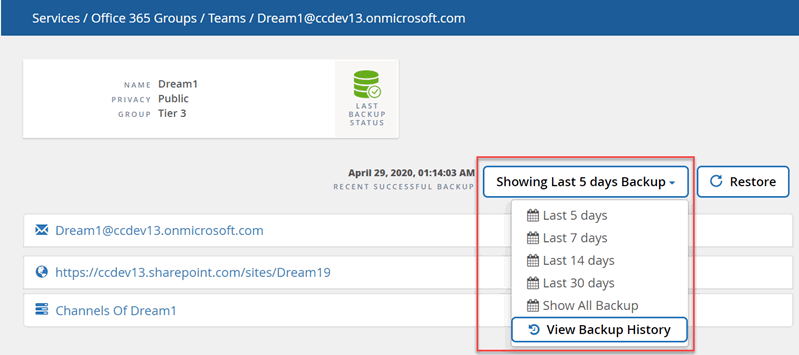 Services / Office 365 Groups / Teams / Dream1@ccdev13.onmicrosoft.com
NAME Dream1
PRIVACY Public
GROUP Tier 3
LAST
BACKUP
STATUS
April 29, 2020, 01:14:03 AM
RECENT SUCCESSFUL BACKUP
Showing Last 5 days Backup
Restore
Last 5 days
Last 7 days
Last 14 days
Last 30 days
Show All Backup
View Backup History
Dream1@ccdev13.onmicrosoft.com
https://ccdev13.sharepoint.com/sites/Dream19
Channels Of Dream1